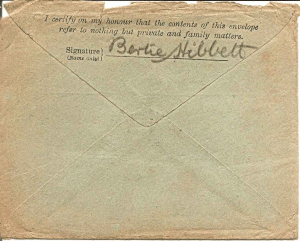 I certify on my honour that the contents of this envelope
refer to nothing but private and family matters.
Signature } Bertie Hibbett
(Name only)